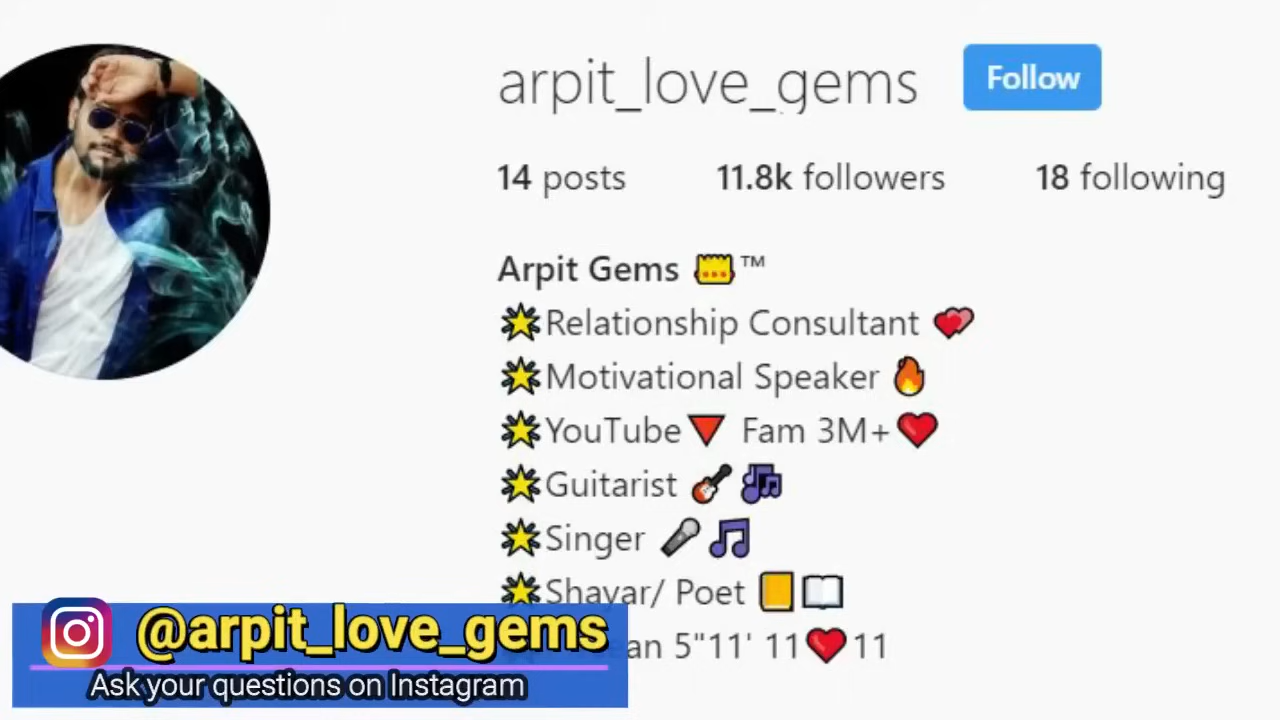 arpit_love_gems Follow
14 posts 11.8k followers 18 following
Arpit Gems 👑™
🌟Relationship Consultant 💕
🌟Motivational Speaker 🔥
🌟YouTube🔻 Fam 3M+❤️
🌟Guitarist 🎸🎶
🌟Singer 🎤🎵
🌟Shayar/ Poet 📒📖
5"11' 11❤️11
@arpit_love_gems
Ask your questions on Instagram